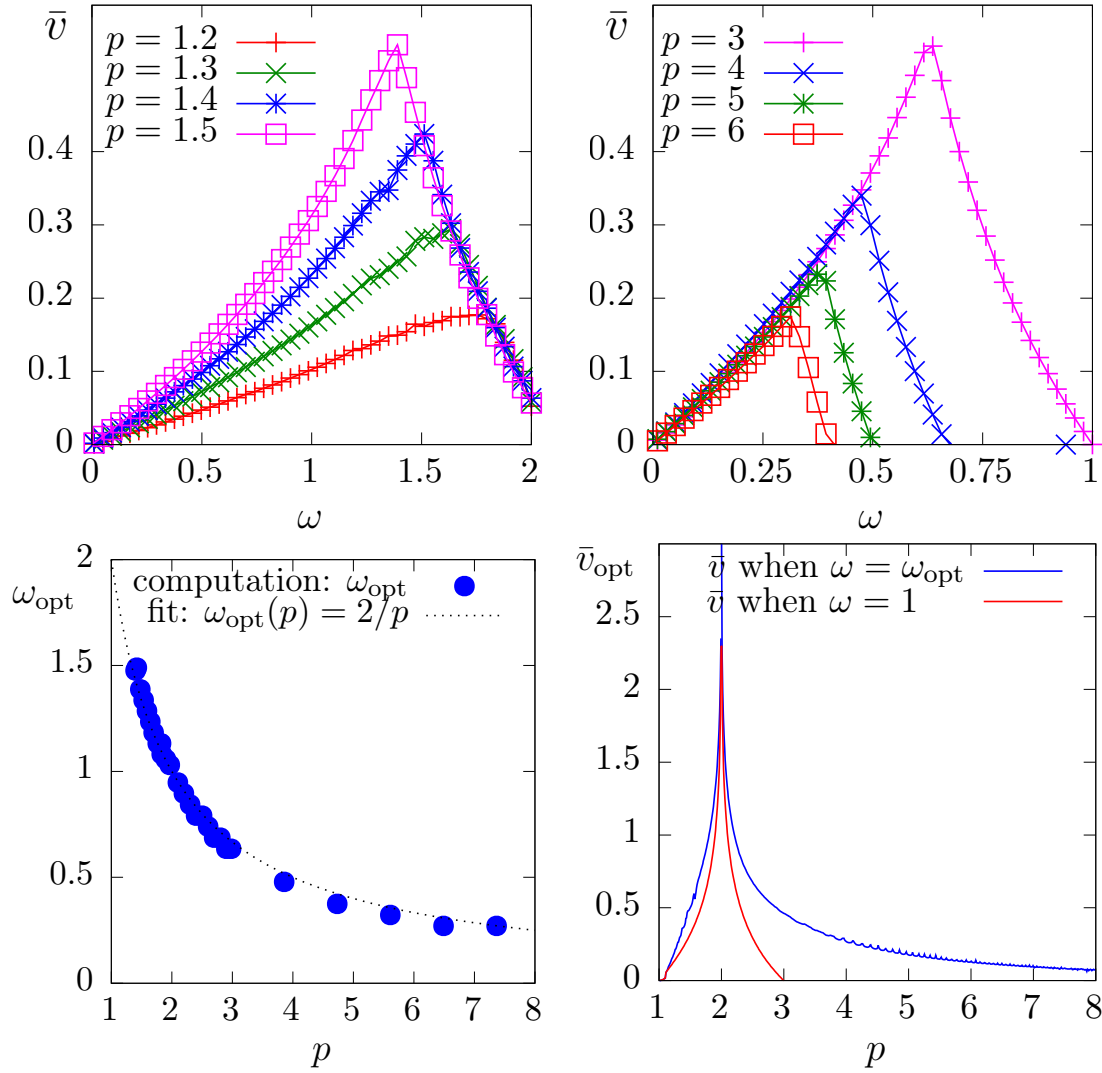 v̄
p = 1.2
p = 1.3
p = 1.4
p = 1.5
0.4
0.3
0.2
0.1
0
0 0.5 1 1.5 2
ω
v̄
p = 3
p = 4
p = 5
p = 6
0.4
0.3
0.2
0.1
0
0 0.25 0.50 0.75 1
ω
ω_opt
computation: ω_opt
fit: ω_opt(p) = 2/p
2
1.5
1
0.5
0
1 2 3 4 5 6 7 8
p
v̄_opt
v̄ when ω = ω_opt
v̄ when ω = 1
2.5
2
1.5
1
0.5
0
1 2 3 4 5 6 7 8
p